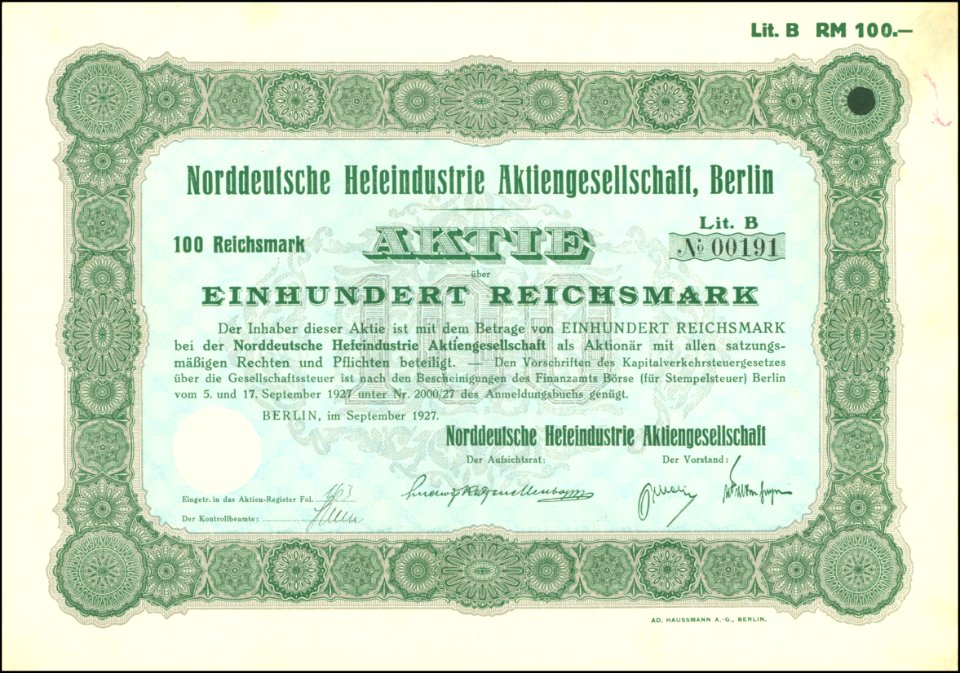 Lit. B RM 100.—
Norddeutsche Hefeindustrie Aktiengesellschaft, Berlin
100 Reichsmark
AKTIE
Lit. B
№ 00191
über
EINHUNDERT REICHSMARK
100
Der Inhaber dieser Aktie ist mit dem Betrage von EINHUNDERT REICHSMARK
bei der Norddeutsche Hefeindustrie Aktiengesellschaft als Aktionär mit allen satzungs-
mäßigen Rechten und Pflichten beteiligt. — Den Vorschriften des Kapitalverkehrsteuergesetzes
über die Gesellschaftssteuer ist nach den Bescheinigungen des Finanzamts Börse (für Stempelsteuer) Berlin
vom 5. und 17. September 1927 unter Nr. 2000/27 des Anmeldungsbuchs genügt.
BERLIN, im September 1927.
Norddeutsche Hefeindustrie Aktiengesellschaft
Der Aufsichtsrat: Der Vorstand:
Eingetr. in das Aktien-Register Fol.
Der Kontrollbeamte:
AD. HAUSSMANN A.-G., BERLIN.